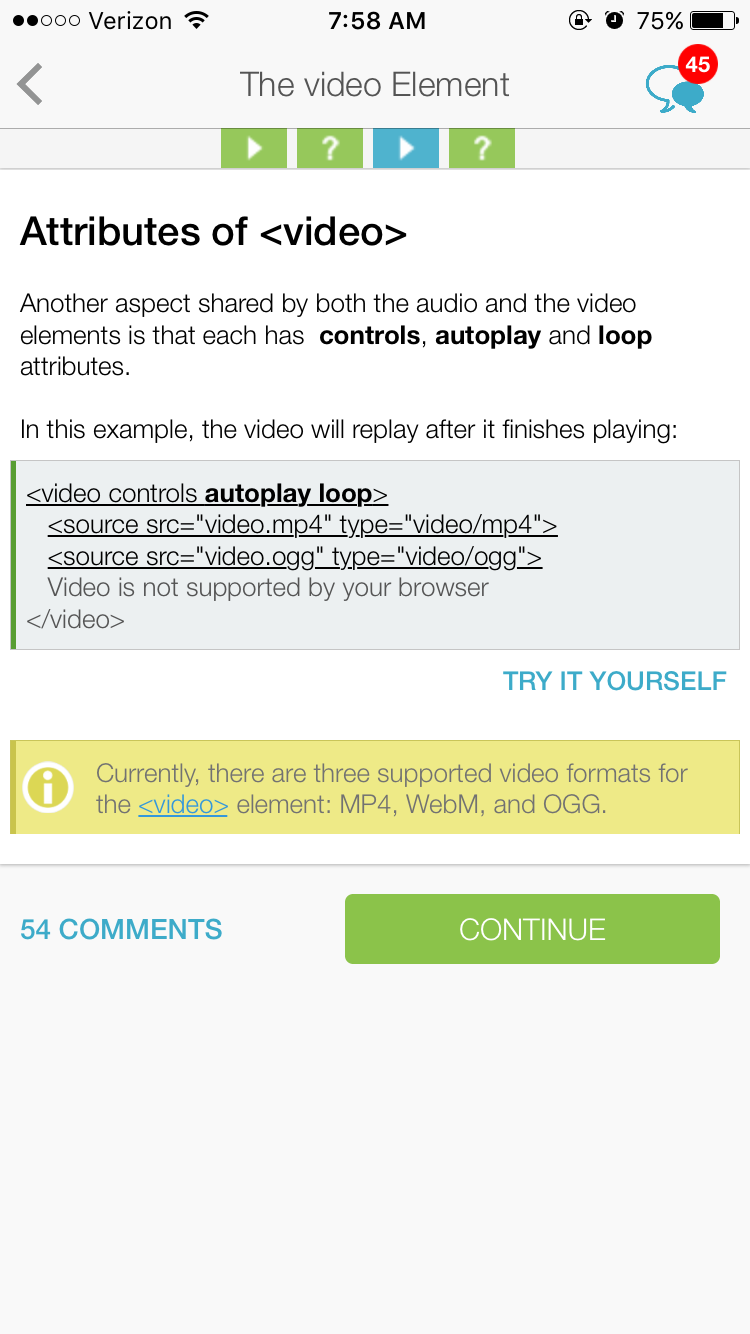 Verizon 7:58 AM 75%
The video Element 45
? ?
Attributes of <video>
Another aspect shared by both the audio and the video
elements is that each has controls, autoplay and loop
attributes.
In this example, the video will replay after it finishes playing:
<video controls autoplay loop>
<source src="video.mp4" type="video/mp4">
<source src="video.ogg" type="video/ogg">
Video is not supported by your browser
</video>
TRY IT YOURSELF
Currently, there are three supported video formats for
the <video> element: MP4, WebM, and OGG.
54 COMMENTS CONTINUE